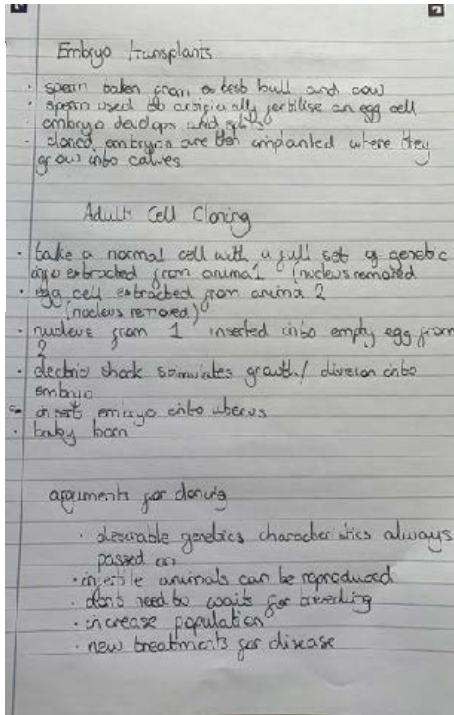 Embryo transplants
· sperm taken from a best bull and cow
· sperm used to artificially fertilise an egg cell
· embryo develops and splits
· cloned embryos are then implanted where they
grow into calves
Adult Cell Cloning
· take a normal cell with a full set of genetic
info extracted from animal 1 (nucleus removed
· egg cell extracted from animal 2
(nucleus removed)
· nucleus from 1 inserted into empty egg from
2
· electric shock stimulates growth / division into
embryo
· insert embryo into uterus
· baby born
arguments for cloning
· desirable genetics characteristics always
passed on
· infertile animals can be reproduced
· don't need to wait for breeding
· increase population
· new treatments for disease